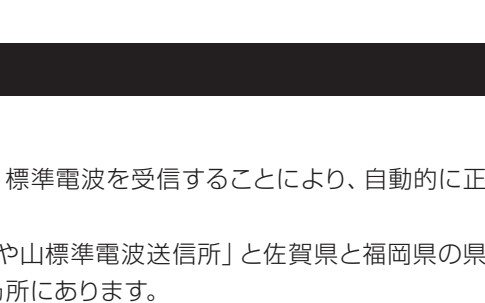 標準電波を受信することにより、自動的に正
や山標準電波送信所」と佐賀県と福岡県の県
所にあります。